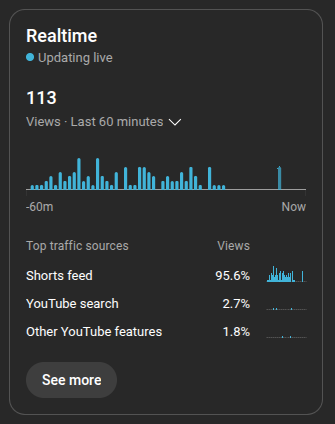 Realtime
Updating live
113
Views · Last 60 minutes
-60m Now
Top traffic sources Views
Shorts feed 95.6%
YouTube search 2.7%
Other YouTube features 1.8%
See more